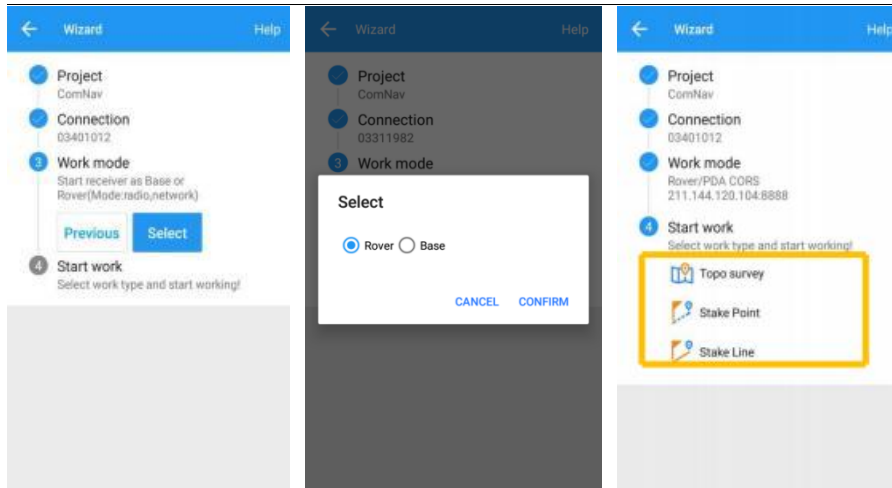 Wizard
Help
Project
ComNav
Connection
03401012
3
Work mode
Start receiver as Base or
Rover(Mode:radio,network)
Previous
Select
4
Start work
Select work type and start working!
Wizard
Help
Project
ComNav
Connection
03311982
3
Work mode
Select
Rover
Base
CANCEL
CONFIRM
Wizard
Help
Project
ComNav
Connection
03401012
Work mode
Rover/PDA CORS
211.144.120.104:8888
4
Start work
Select work type and start working!
Topo survey
Stake Point
Stake Line